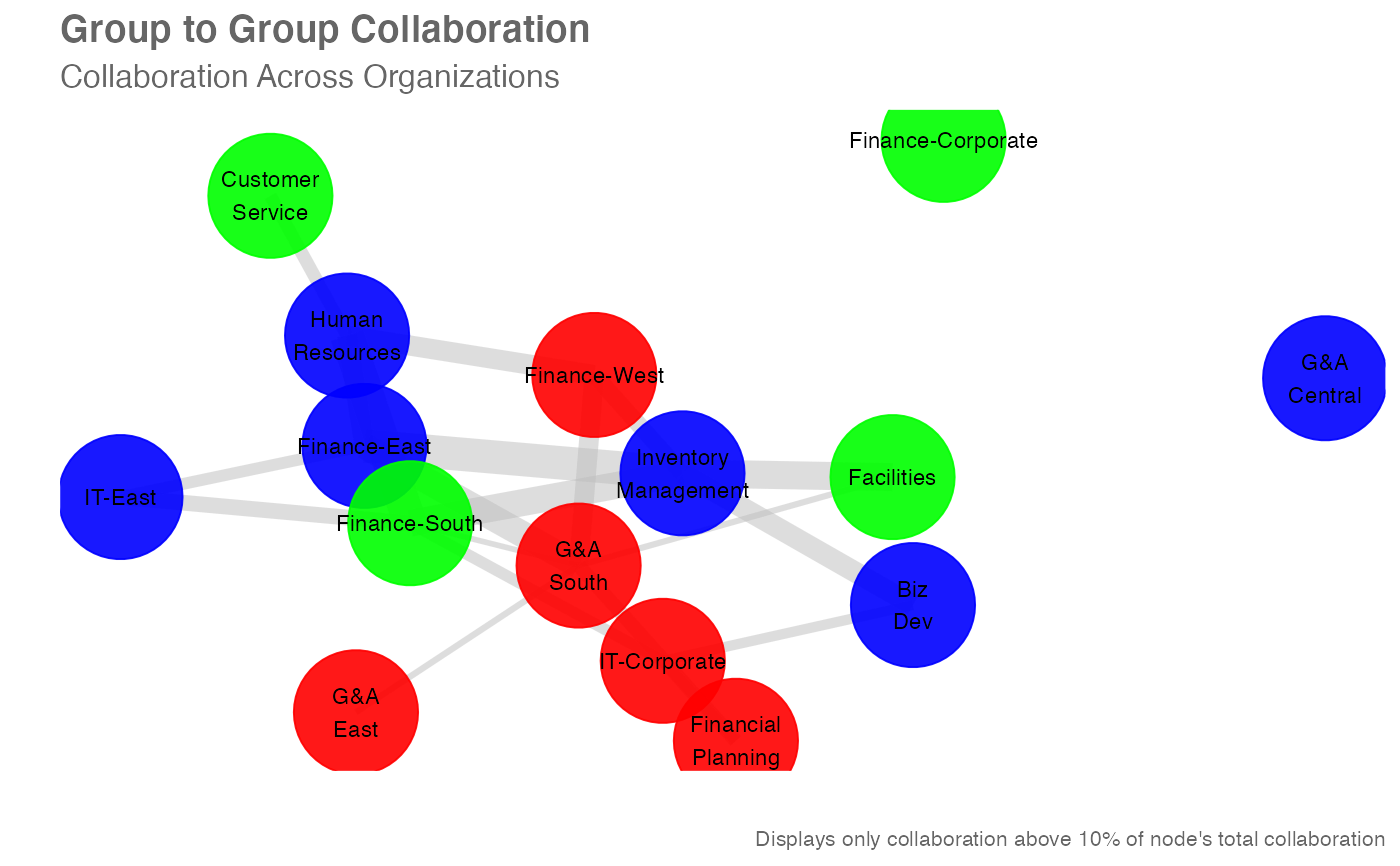 Group to Group Collaboration
Collaboration Across Organizations
Finance-Corporate
Customer
Service
Human
Resources
Finance-West
G&A
Central
Finance-East
Inventory
Management
Facilities
IT-East
Finance-South
G&A
South
Biz
Dev
IT-Corporate
G&A
East
Financial
Planning
Displays only collaboration above 10% of node's total collaboration